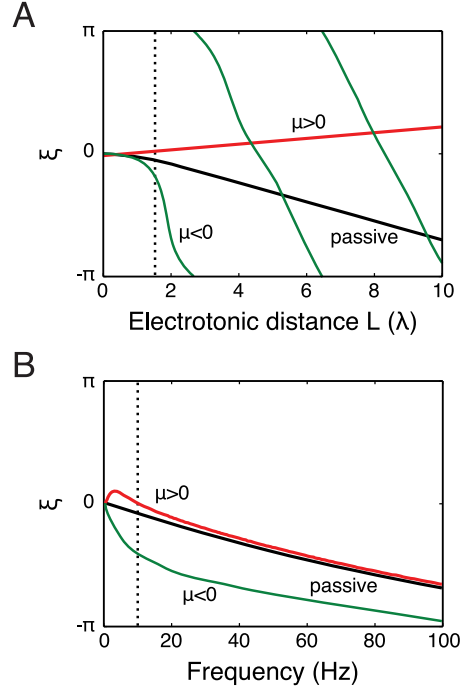 A
π
ξ
0
-π
μ>0
μ<0
passive
0 2 4 6 8 10
Electrotonic distance L (λ)
B
π
ξ
0
-π
μ>0
passive
μ<0
0 20 40 60 80 100
Frequency (Hz)